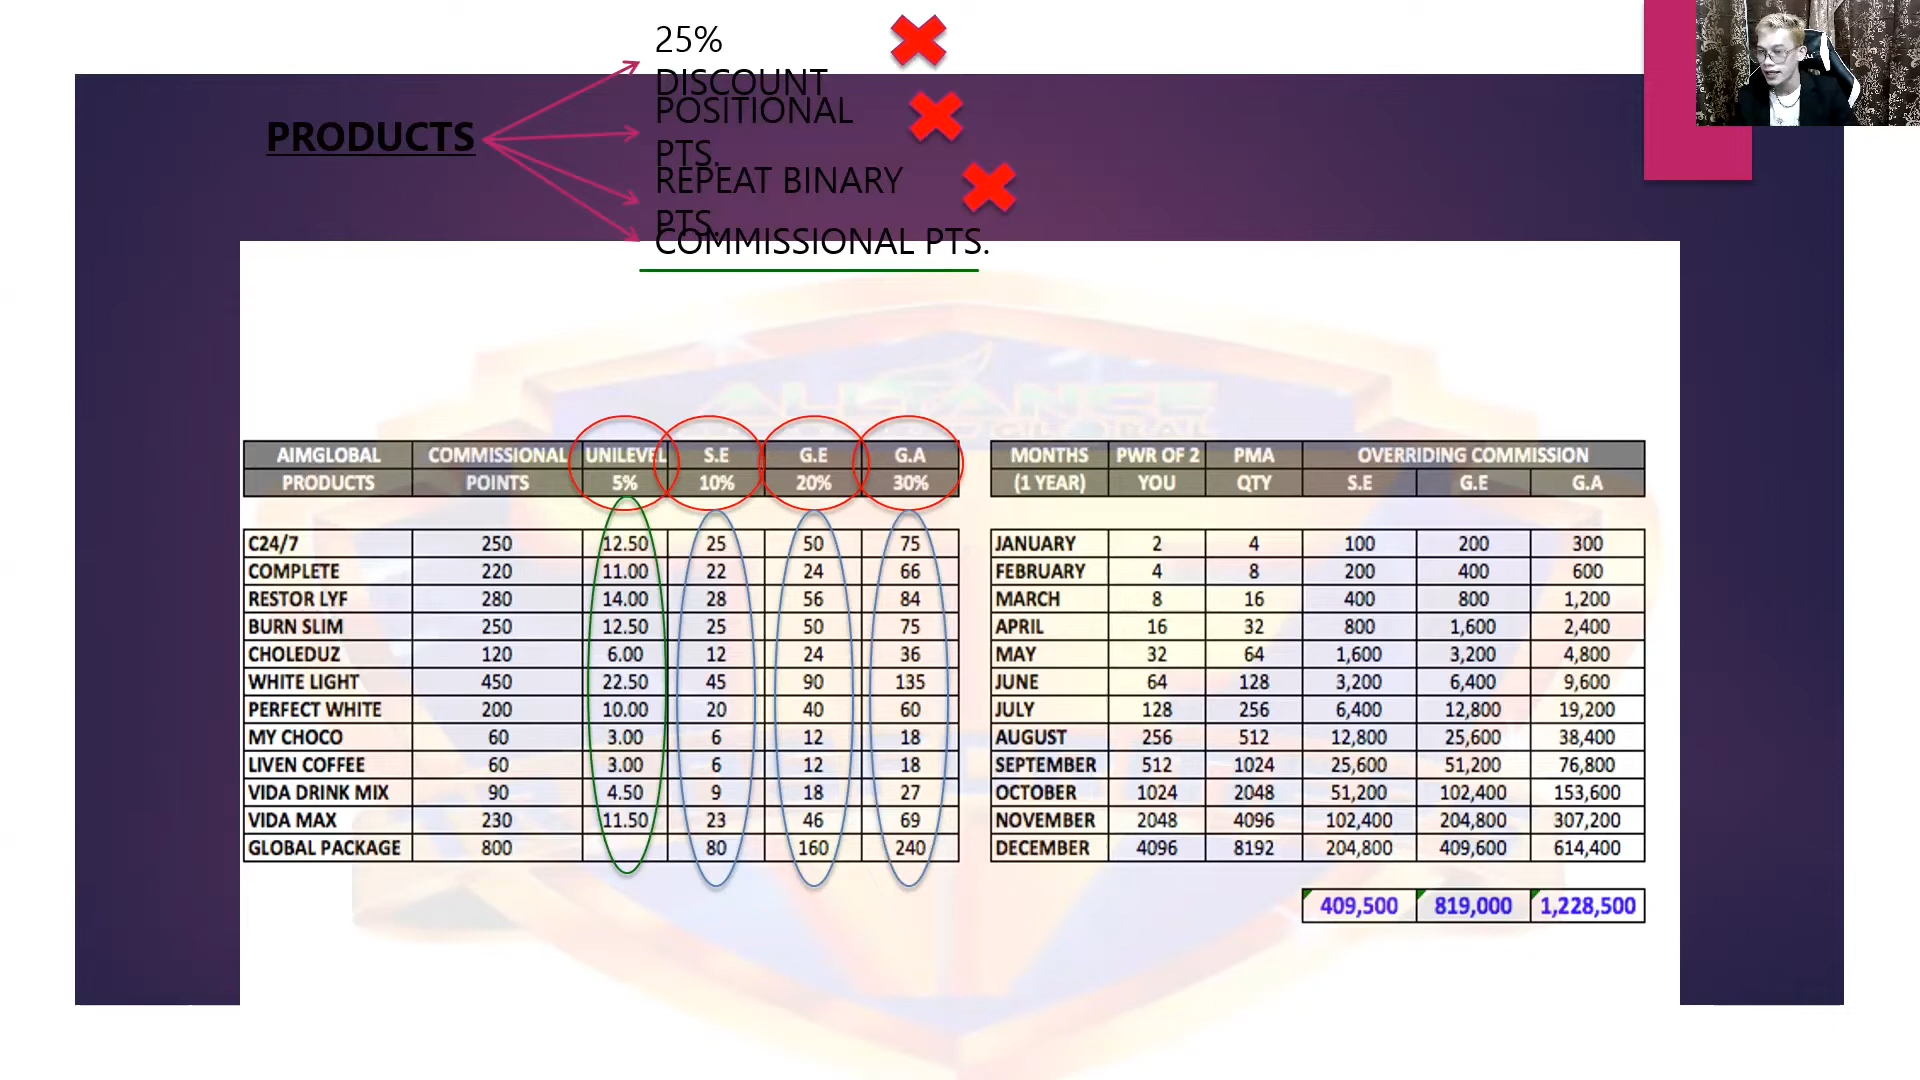 25%
DISCOUNT
POSITIONAL
PTS.
REPEAT BINARY
PTS.
COMMISSIONAL PTS.
PRODUCTS
ALLIANCE
AIMGLOBAL COMMISSIONAL UNILEVEL S.E G.E G.A
PRODUCTS POINTS 5% 10% 20% 30%
C24/7 250 12.50 25 50 75
COMPLETE 220 11.00 22 24 66
RESTOR LYF 280 14.00 28 56 84
BURN SLIM 250 12.50 25 50 75
CHOLEDUZ 120 6.00 12 24 36
WHITE LIGHT 450 22.50 45 90 135
PERFECT WHITE 200 10.00 20 40 60
MY CHOCO 60 3.00 6 12 18
LIVEN COFFEE 60 3.00 6 12 18
VIDA DRINK MIX 90 4.50 9 18 27
VIDA MAX 230 11.50 23 46 69
GLOBAL PACKAGE 800 80 160 240
MONTHS PWR OF 2 PMA OVERRIDING COMMISSION
(1 YEAR) YOU QTY S.E G.E G.A
JANUARY 2 4 100 200 300
FEBRUARY 4 8 200 400 600
MARCH 8 16 400 800 1,200
APRIL 16 32 800 1,600 2,400
MAY 32 64 1,600 3,200 4,800
JUNE 64 128 3,200 6,400 9,600
JULY 128 256 6,400 12,800 19,200
AUGUST 256 512 12,800 25,600 38,400
SEPTEMBER 512 1024 25,600 51,200 76,800
OCTOBER 1024 2048 51,200 102,400 153,600
NOVEMBER 2048 4096 102,400 204,800 307,200
DECEMBER 4096 8192 204,800 409,600 614,400
409,500 819,000 1,228,500